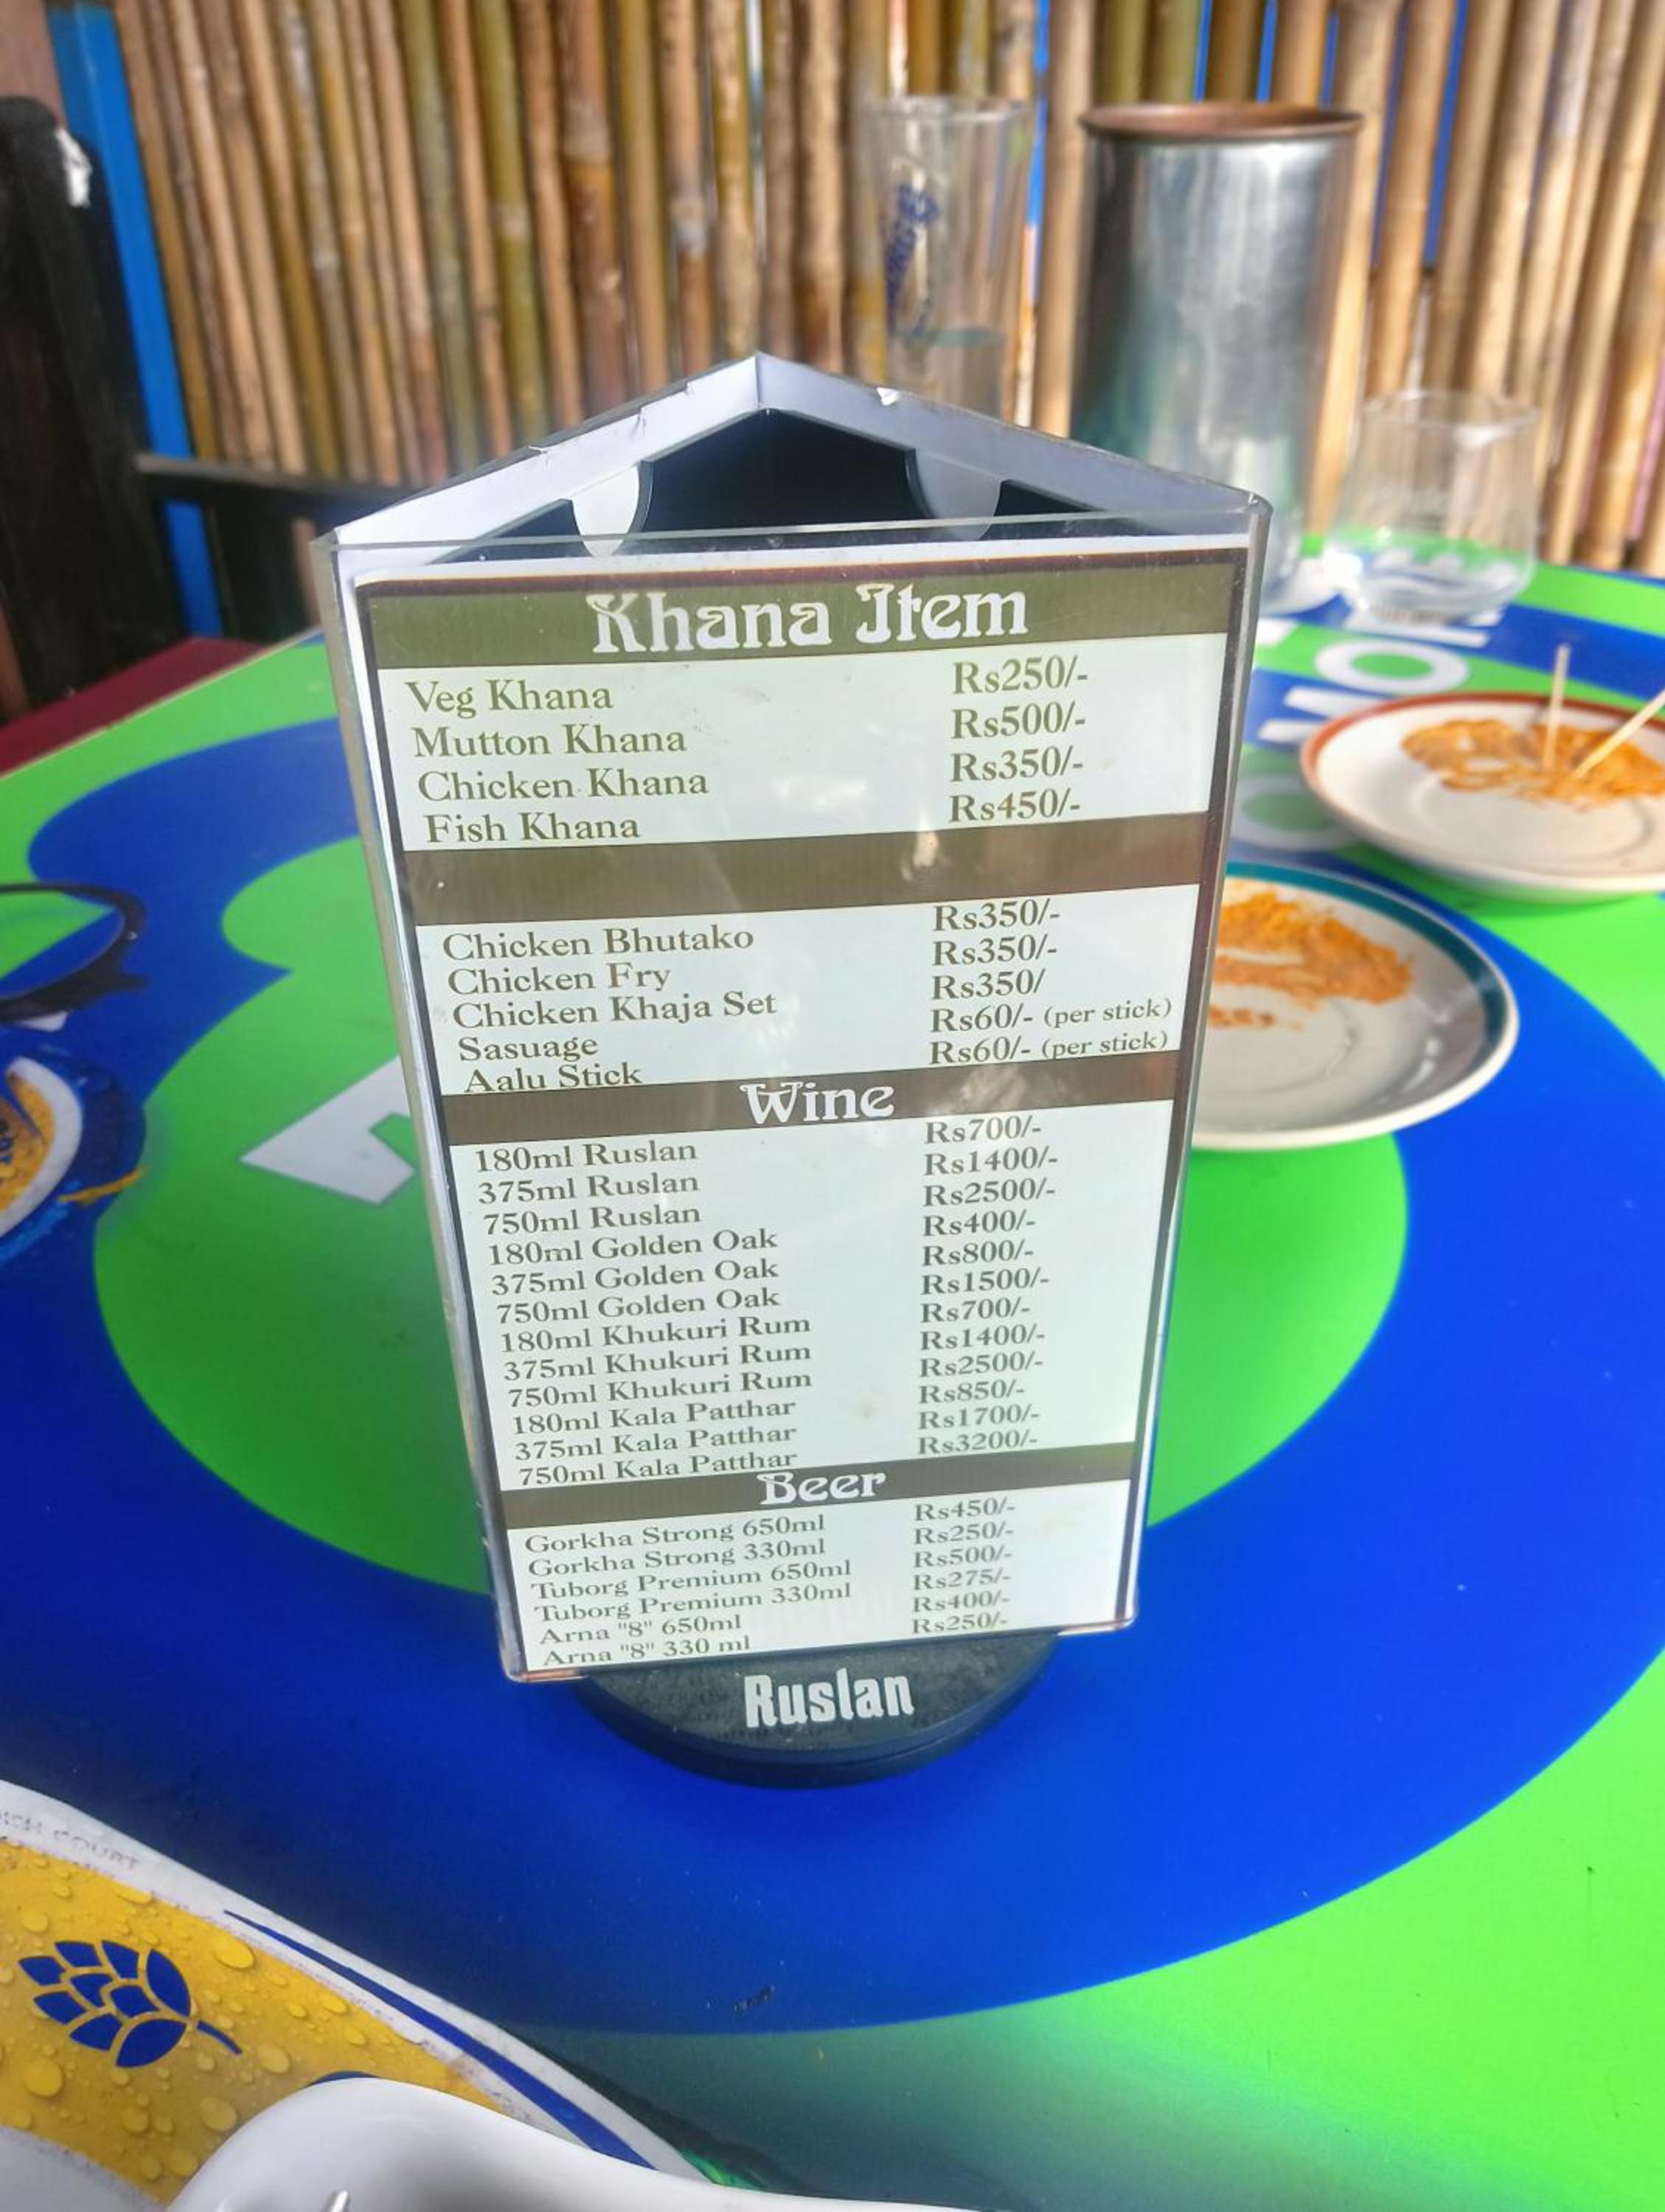 Khana Item
Veg Khana Rs250/-
Mutton Khana Rs500/-
Chicken Khana Rs350/-
Fish Khana Rs450/-
Chicken Bhutako Rs350/-
Chicken Fry Rs350/-
Chicken Khaja Set Rs350/
Sasuage Rs60/- (per stick)
Aalu Stick Rs60/- (per stick)
Wine
180ml Ruslan Rs700/-
375ml Ruslan Rs1400/-
750ml Ruslan Rs2500/-
180ml Golden Oak Rs400/-
375ml Golden Oak Rs800/-
750ml Golden Oak Rs1500/-
180ml Khukuri Rum Rs700/-
375ml Khukuri Rum Rs1400/-
750ml Khukuri Rum Rs2500/-
180ml Kala Patthar Rs850/-
375ml Kala Patthar Rs1700/-
750ml Kala Patthar Rs3200/-
Beer
Gorkha Strong 650ml Rs450/-
Gorkha Strong 330ml Rs250/-
Tuborg Premium 650ml Rs500/-
Tuborg Premium 330ml Rs275/-
Arna "8" 650ml Rs400/-
Arna "8" 330 ml Rs250/-
Ruslan